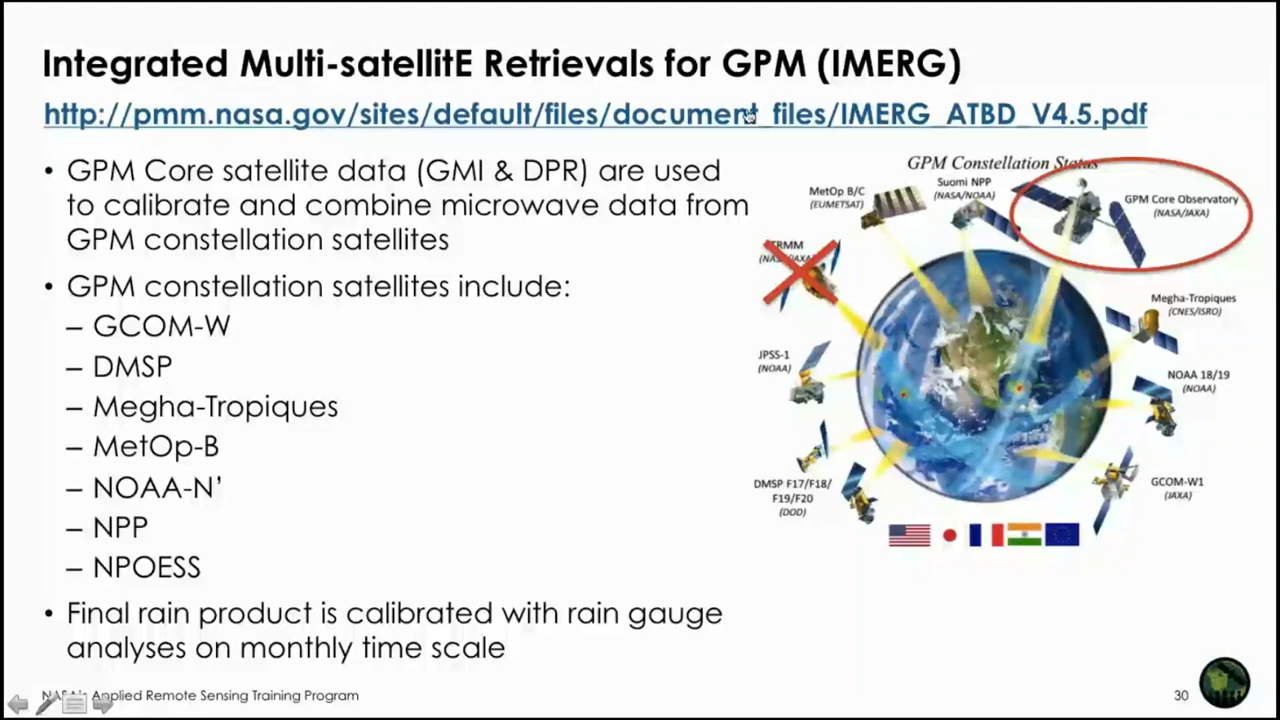 Integrated Multi-satellitE Retrievals for GPM (IMERG)
http://pmm.nasa.gov/sites/default/files/document_files/IMERG_ATBD_V4.5.pdf
• GPM Core satellite data (GMI & DPR) are used
to calibrate and combine microwave data from
GPM constellation satellites
• GPM constellation satellites include:
– GCOM-W
– DMSP
– Megha-Tropiques
– MetOp-B
– NOAA-N’
– NPP
– NPOESS
• Final rain product is calibrated with rain gauge
analyses on monthly time scale
GPM Constellation Status
MetOp B/C
(EUMETSAT)
Suomi NPP
(NASA/NOAA)
GPM Core Observatory
(NASA/JAXA)
TRMM
(NASA/JAXA)
Megha-Tropiques
(CNES/ISRO)
JPSS-1
(NOAA)
NOAA 18/19
(NOAA)
DMSP F17/F18/
F19/F20
(DOD)
GCOM-W1
(JAXA)
Applied Remote Sensing Training Program
30